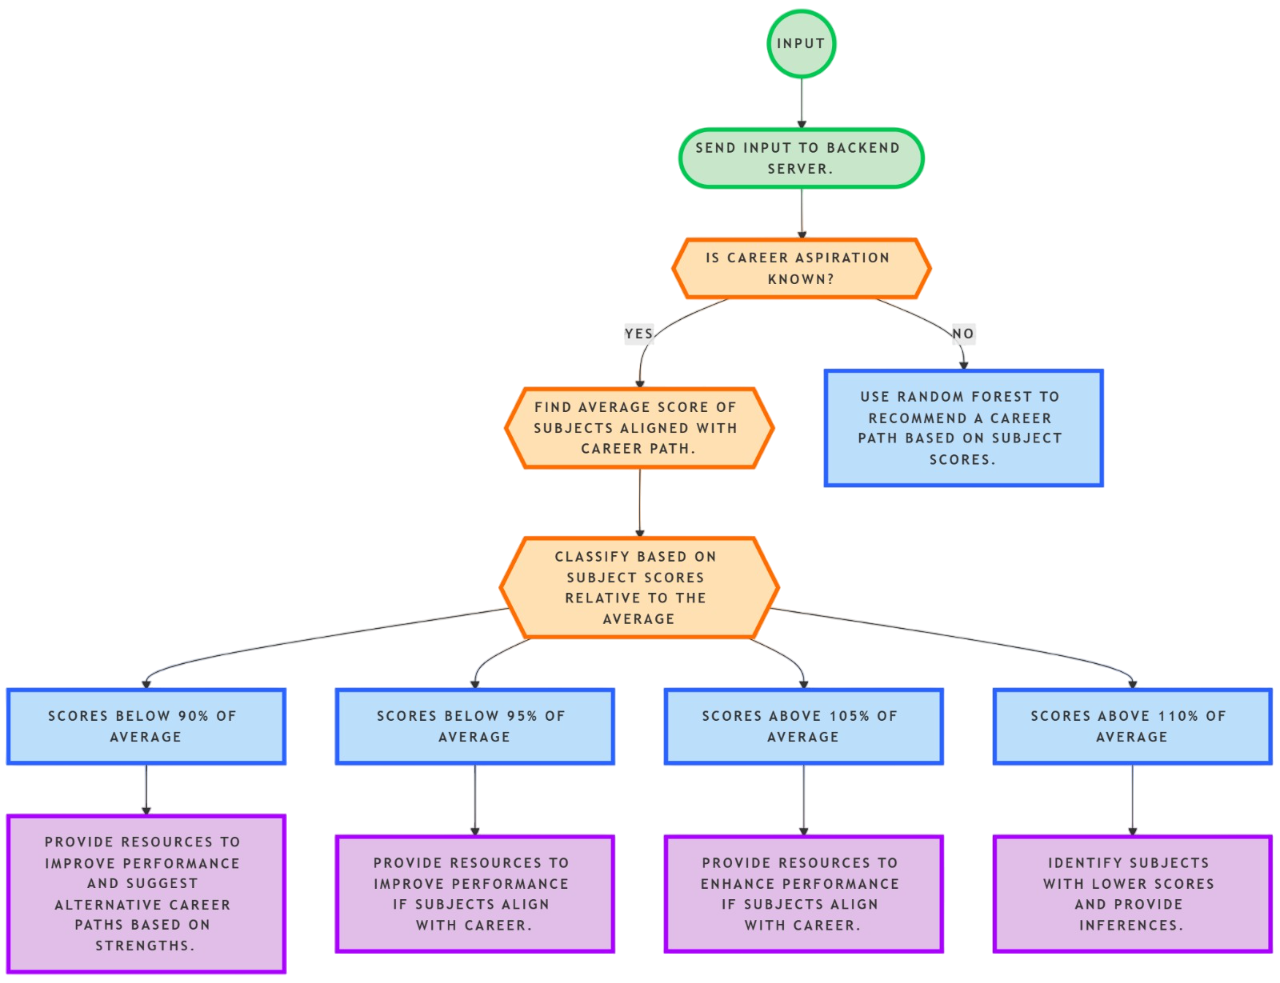 INPUT
SEND INPUT TO BACKEND
SERVER.
IS CAREER ASPIRATION
KNOWN?
YES
NO
FIND AVERAGE SCORE OF
SUBJECTS ALIGNED WITH
CAREER PATH.
USE RANDOM FOREST TO
RECOMMEND A CAREER
PATH BASED ON SUBJECT
SCORES.
CLASSIFY BASED ON
SUBJECT SCORES
RELATIVE TO THE
AVERAGE
SCORES BELOW 90% OF
AVERAGE
SCORES BELOW 95% OF
AVERAGE
SCORES ABOVE 105% OF
AVERAGE
SCORES ABOVE 110% OF
AVERAGE
PROVIDE RESOURCES TO
IMPROVE PERFORMANCE
AND SUGGEST
ALTERNATIVE CAREER
PATHS BASED ON
STRENGTHS.
PROVIDE RESOURCES TO
IMPROVE PERFORMANCE
IF SUBJECTS ALIGN
WITH CAREER.
PROVIDE RESOURCES TO
ENHANCE PERFORMANCE
IF SUBJECTS ALIGN
WITH CAREER.
IDENTIFY SUBJECTS
WITH LOWER SCORES
AND PROVIDE
INFERENCES.